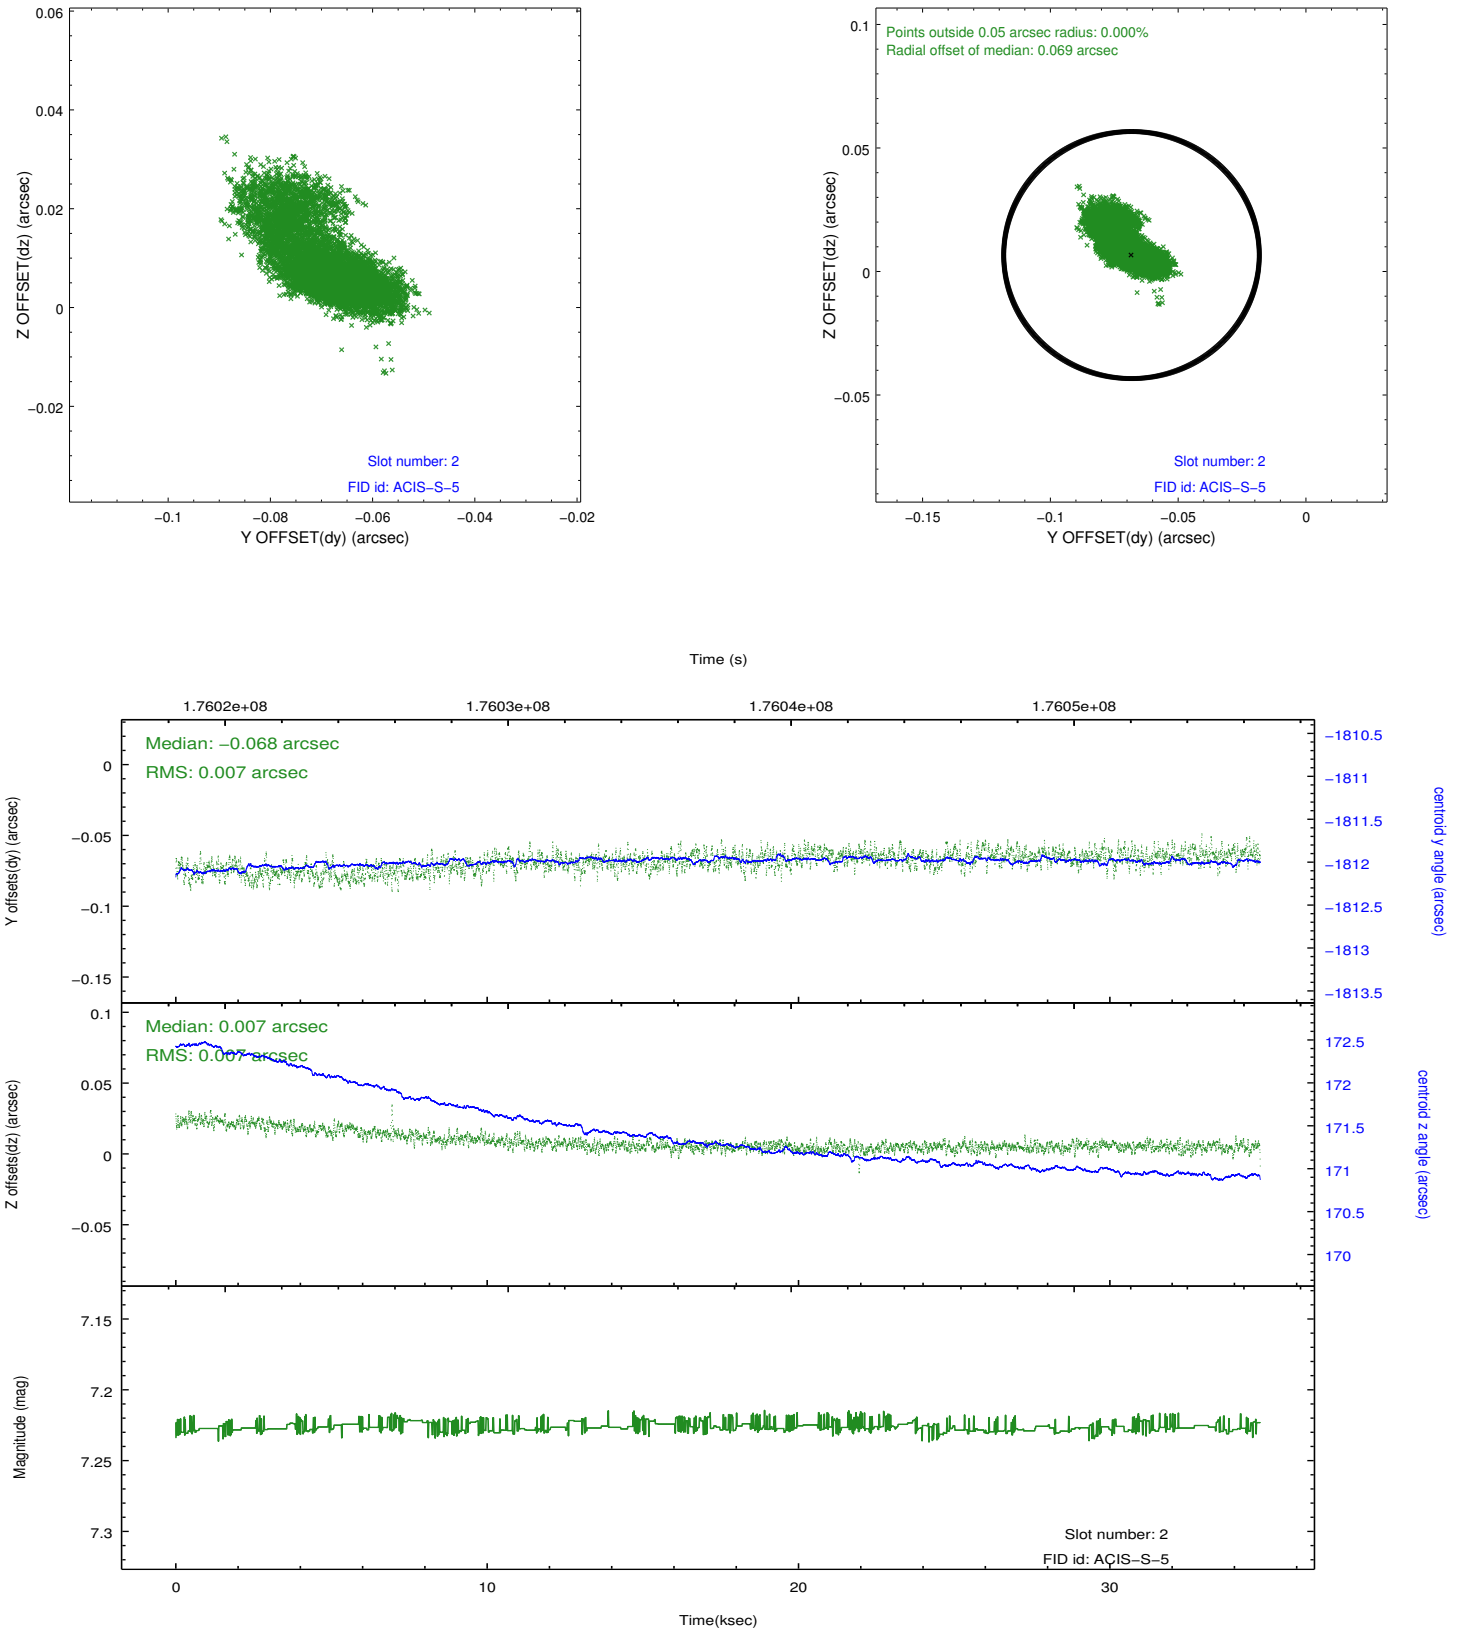 0.06
0.04
0.02
0
−0.02
Z OFFSET(dz) (arcsec)
Slot number: 2
FID id: ACIS−S−5
−0.1 −0.08 −0.06 −0.04 −0.02
Y OFFSET(dy) (arcsec)
Points outside 0.05 arcsec radius: 0.000%
Radial offset of median: 0.069 arcsec
0.1
0.05
0
−0.05
Z OFFSET(dz) (arcsec)
Slot number: 2
FID id: ACIS−S−5
−0.15 −0.1 −0.05 0
Y OFFSET(dy) (arcsec)
Time (s)
1.7602e+08 1.7603e+08 1.7604e+08 1.7605e+08
Median: −0.068 arcsec
RMS: 0.007 arcsec
0
−0.05
−0.1
−0.15
Y offsets(dy) (arcsec)
−1810.5
−1811
−1811.5
−1812
−1812.5
−1813
−1813.5
centroid y angle (arcsec)
Median: 0.007 arcsec
RMS: 0.007 arcsec
0.1
0.05
0
−0.05
Z offsets(dz) (arcsec)
172.5
172
171.5
171
170.5
170
centroid z angle (arcsec)
7.15
7.2
7.25
7.3
Magnitude (mag)
Slot number: 2
FID id: ACIS−S−5
0 10 20 30
Time(ksec)